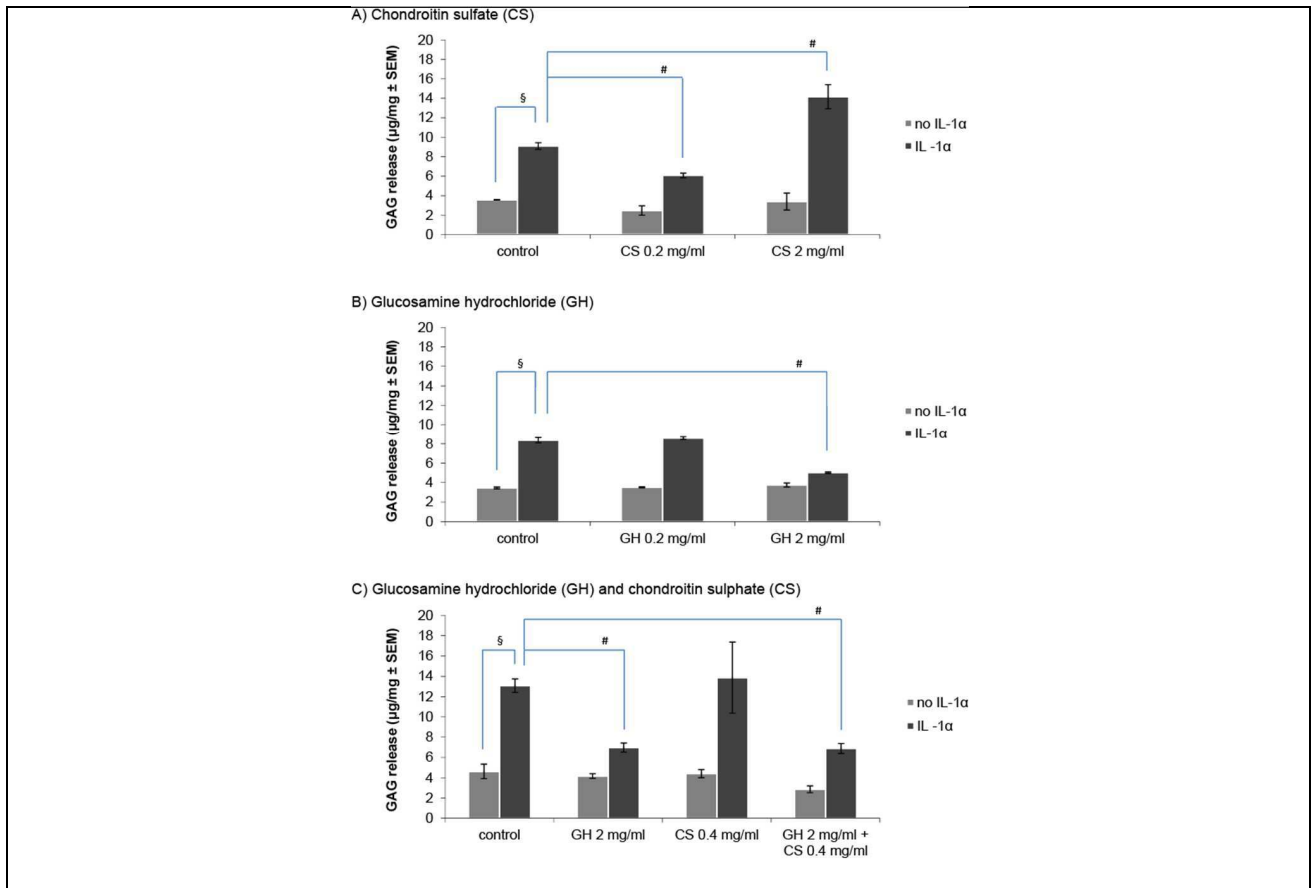 A) Chondroitin sulfate (CS)
GAG release (µg/mg ± SEM)
20
18
16
14
12
10
8
6
4
2
0
§
#
#
control
CS 0.2 mg/ml
CS 2 mg/ml
no IL-1α
IL -1α
B) Glucosamine hydrochloride (GH)
GAG release (µg/mg ± SEM)
20
18
16
14
12
10
8
6
4
2
0
§
#
control
GH 0.2 mg/ml
GH 2 mg/ml
no IL-1α
IL-1α
C) Glucosamine hydrochloride (GH) and chondroitin sulphate (CS)
GAG release (µg/mg ± SEM)
20
18
16
14
12
10
8
6
4
2
0
§
#
#
control
GH 2 mg/ml
CS 0.4 mg/ml
GH 2 mg/ml +
CS 0.4 mg/ml
no IL-1α
IL -1α